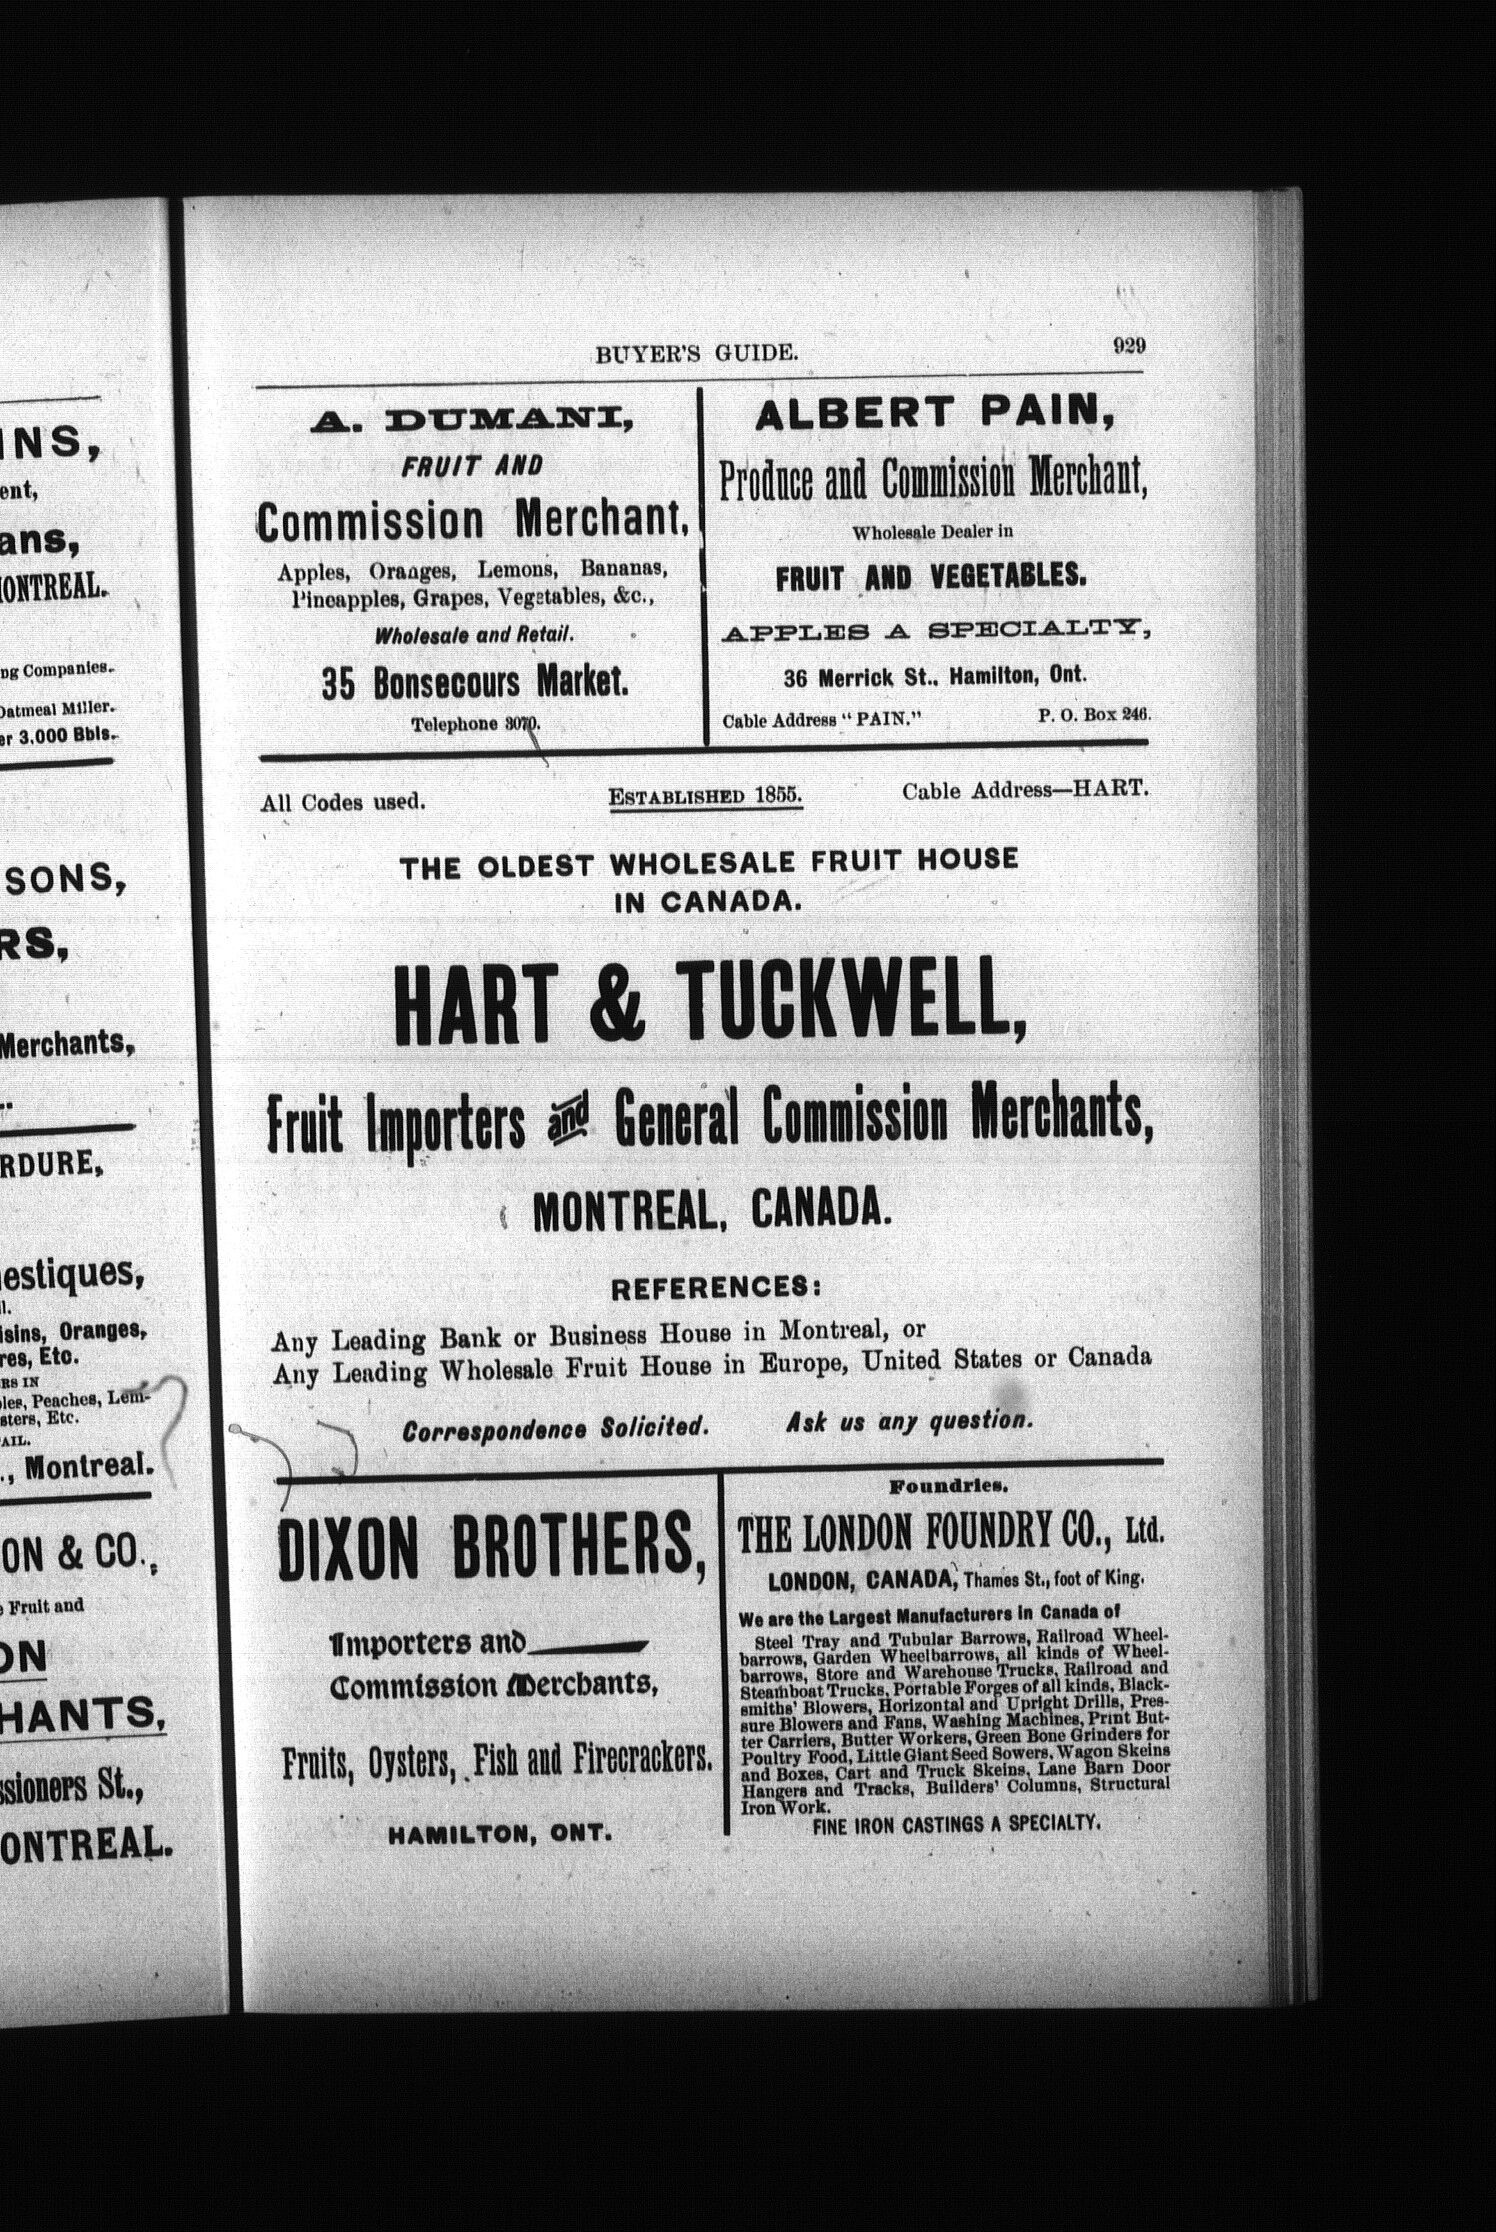 INS,
ent,
ans,
MONTREAL.
ng Companies.
Oatmeal Miller.
er 3.000 Bbls.
SONS,
RS,
Merchants,
RDURE,
nestiques,
isins, Oranges,
res, Etc.
RS IN
ples, Peaches, Lem-
sters, Etc.
AIL.
., Montreal.
ON & CO.,
e Fruit and
ON
HANTS,
ssioners St.,
ONTREAL.
BUYER'S GUIDE. 929
A. DUMANI,
FRUIT AND
Commission Merchant,
Apples, Oranges, Lemons, Bananas,
Pineapples, Grapes, Vegetables, &c.,
Wholesale and Retail.
35 Bonsecours Market.
Telephone 3070.
ALBERT PAIN,
Produce and Commission Merchant,
Wholesale Dealer in
FRUIT AND VEGETABLES.
APPLES A SPECIALTY,
36 Merrick St., Hamilton, Ont.
Cable Address "PAIN." P. O. Box 246.
All Codes used. ESTABLISHED 1855. Cable Address—HART.
THE OLDEST WHOLESALE FRUIT HOUSE
IN CANADA.
HART & TUCKWELL,
Fruit Importers and General Commission Merchants,
MONTREAL, CANADA.
REFERENCES:
Any Leading Bank or Business House in Montreal, or
Any Leading Wholesale Fruit House in Europe, United States or Canada
Correspondence Solicited. Ask us any question.
DIXON BROTHERS,
Importers and
Commission Merchants,
Fruits, Oysters, Fish and Firecrackers.
HAMILTON, ONT.
Foundries.
THE LONDON FOUNDRY CO., Ltd.
LONDON, CANADA, Thames St., foot of King.
We are the Largest Manufacturers in Canada of
Steel Tray and Tubular Barrows, Railroad Wheel-
barrows, Garden Wheelbarrows, all kinds of Wheel-
barrows, Store and Warehouse Trucks, Railroad and
Steamboat Trucks, Portable Forges of all kinds, Black-
smiths' Blowers, Horizontal and Upright Drills, Pres-
sure Blowers and Fans, Washing Machines, Print But-
ter Carriers, Butter Workers, Green Bone Grinders for
Poultry Food, Little Giant Seed Sowers, Wagon Skeins
and Boxes, Cart and Truck Skeins, Lane Barn Door
Hangers and Tracks, Builders' Columns, Structural
Iron Work.
FINE IRON CASTINGS A SPECIALTY.